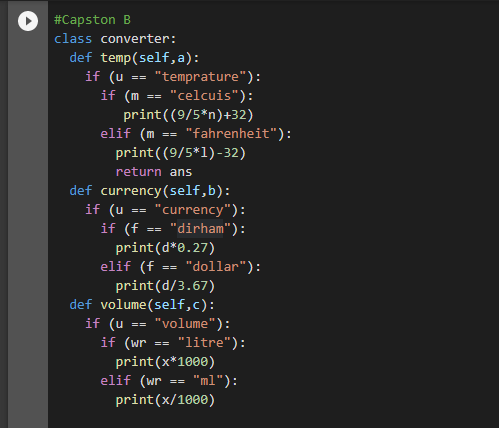 #Capston B
class converter:
  def temp(self,a):
    if (u == "temprature"):
      if (m == "celcuis"):
         print((9/5*n)+32)
      elif (m == "fahrenheit"):
        print((9/5*l)-32)
        return ans
  def currency(self,b):
    if (u == "currency"):
      if (f == "dirham"):
        print(d*0.27)
      elif (f == "dollar"):
        print(d/3.67)
  def volume(self,c):
    if (u == "volume"):
      if (wr == "litre"):
        print(x*1000)
      elif (wr == "ml"):
        print(x/1000)